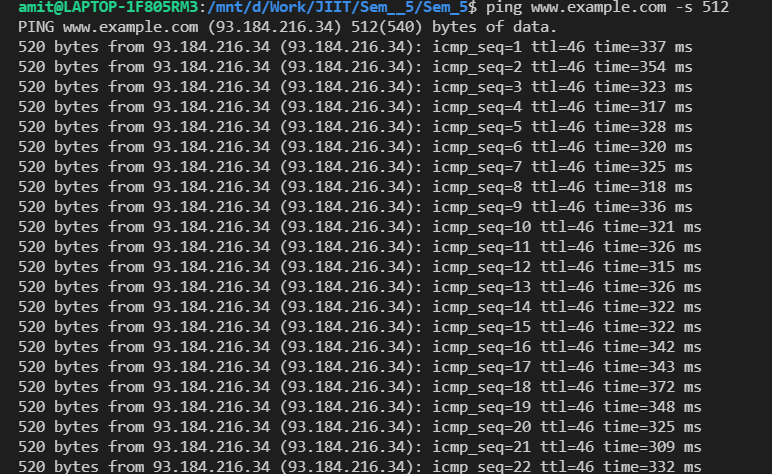 amit@LAPTOP-1F805RM3:/mnt/d/Work/JIIT/Sem__5/Sem_5$ ping www.example.com -s 512
PING www.example.com (93.184.216.34) 512(540) bytes of data.
520 bytes from 93.184.216.34 (93.184.216.34): icmp_seq=1 ttl=46 time=337 ms
520 bytes from 93.184.216.34 (93.184.216.34): icmp_seq=2 ttl=46 time=354 ms
520 bytes from 93.184.216.34 (93.184.216.34): icmp_seq=3 ttl=46 time=323 ms
520 bytes from 93.184.216.34 (93.184.216.34): icmp_seq=4 ttl=46 time=317 ms
520 bytes from 93.184.216.34 (93.184.216.34): icmp_seq=5 ttl=46 time=328 ms
520 bytes from 93.184.216.34 (93.184.216.34): icmp_seq=6 ttl=46 time=320 ms
520 bytes from 93.184.216.34 (93.184.216.34): icmp_seq=7 ttl=46 time=325 ms
520 bytes from 93.184.216.34 (93.184.216.34): icmp_seq=8 ttl=46 time=318 ms
520 bytes from 93.184.216.34 (93.184.216.34): icmp_seq=9 ttl=46 time=336 ms
520 bytes from 93.184.216.34 (93.184.216.34): icmp_seq=10 ttl=46 time=321 ms
520 bytes from 93.184.216.34 (93.184.216.34): icmp_seq=11 ttl=46 time=326 ms
520 bytes from 93.184.216.34 (93.184.216.34): icmp_seq=12 ttl=46 time=315 ms
520 bytes from 93.184.216.34 (93.184.216.34): icmp_seq=13 ttl=46 time=326 ms
520 bytes from 93.184.216.34 (93.184.216.34): icmp_seq=14 ttl=46 time=322 ms
520 bytes from 93.184.216.34 (93.184.216.34): icmp_seq=15 ttl=46 time=322 ms
520 bytes from 93.184.216.34 (93.184.216.34): icmp_seq=16 ttl=46 time=342 ms
520 bytes from 93.184.216.34 (93.184.216.34): icmp_seq=17 ttl=46 time=343 ms
520 bytes from 93.184.216.34 (93.184.216.34): icmp_seq=18 ttl=46 time=372 ms
520 bytes from 93.184.216.34 (93.184.216.34): icmp_seq=19 ttl=46 time=348 ms
520 bytes from 93.184.216.34 (93.184.216.34): icmp_seq=20 ttl=46 time=325 ms
520 bytes from 93.184.216.34 (93.184.216.34): icmp_seq=21 ttl=46 time=309 ms
520 bytes from 93.184.216.34 (93.184.216.34): icmp_seq=22 ttl=46 time=332 ms